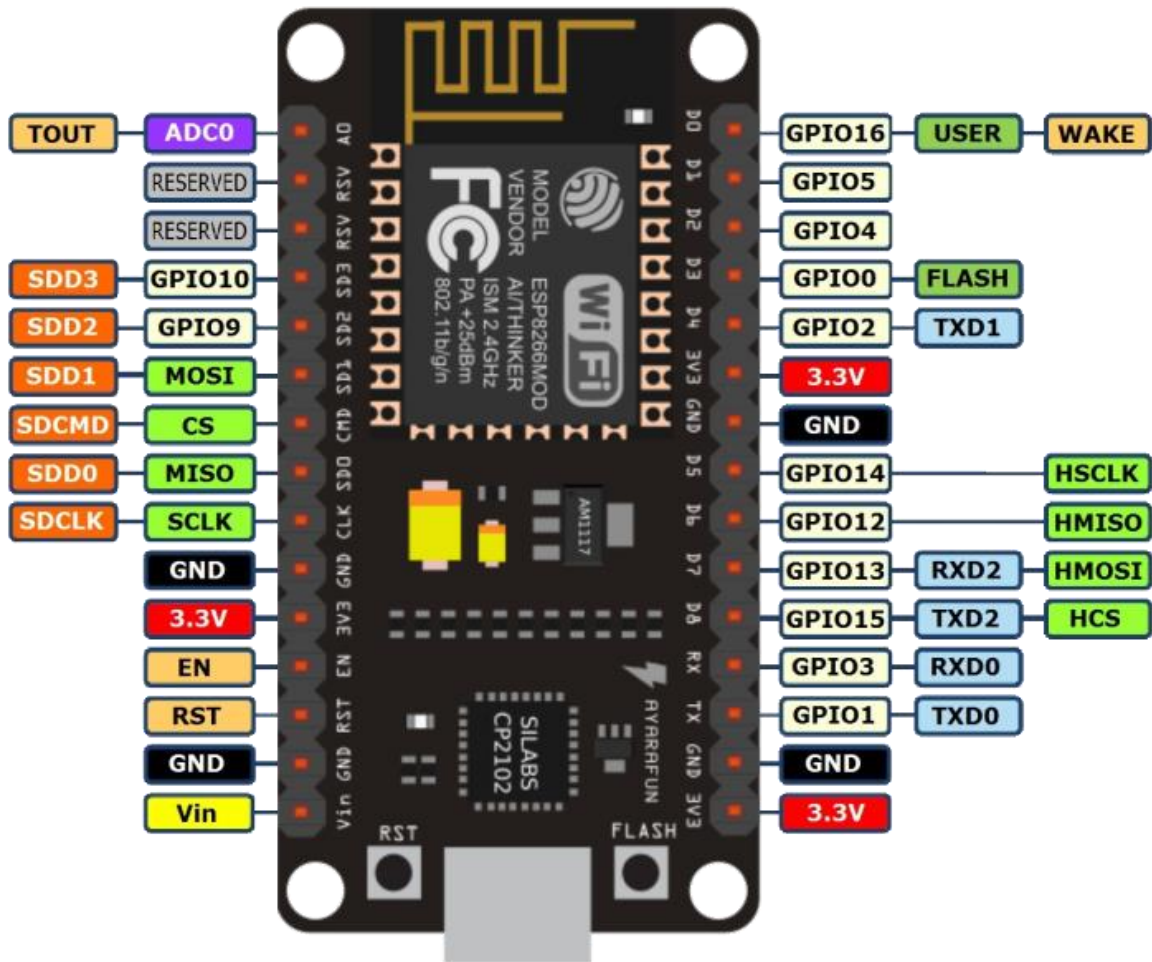 TOUT ADC0 A0 D0 GPIO16 USER WAKE
RESERVED RSV D1 GPIO5
RESERVED RSV D2 GPIO4
SDD3 GPIO10 SD3 D3 GPIO0 FLASH
SDD2 GPIO9 SD2 D4 GPIO2 TXD1
SDD1 MOSI SD1 3V3 3.3V
SDCMD CS CMD GND GND
SDD0 MISO SD0 D5 GPIO14 HSCLK
SDCLK SCLK CLK D6 GPIO12 HMISO
GND GND D7 GPIO13 RXD2 HMOSI
3.3V 3V3 D8 GPIO15 TXD2 HCS
EN EN RX GPIO3 RXD0
RST RST TX GPIO1 TXD0
GND GND GND GND
Vin Vin 3V3 3.3V
MODEL
VENDOR
ESP8266MOD
AI/THINKER
ISM 2.4GHz
PA +25dBm
802.11b/g/n
FC
Wi Fi
AM1117
SILABS
CP2102
AYARAFUN
RST
FLASH